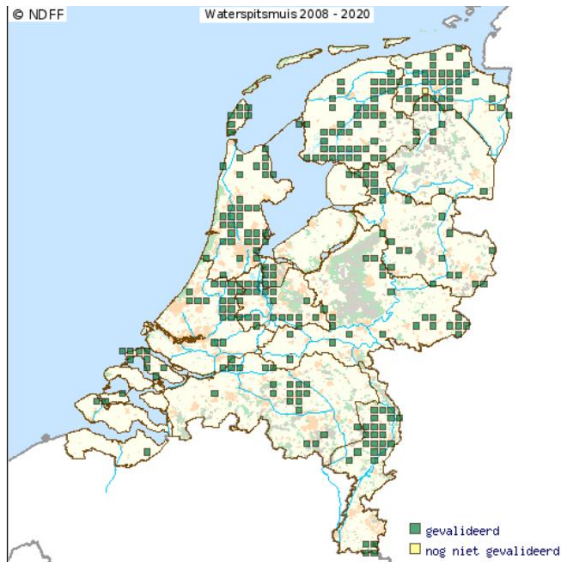 © NDFF
Waterspitsmuis 2008 - 2020
gevalideerd
nog niet gevalideerd